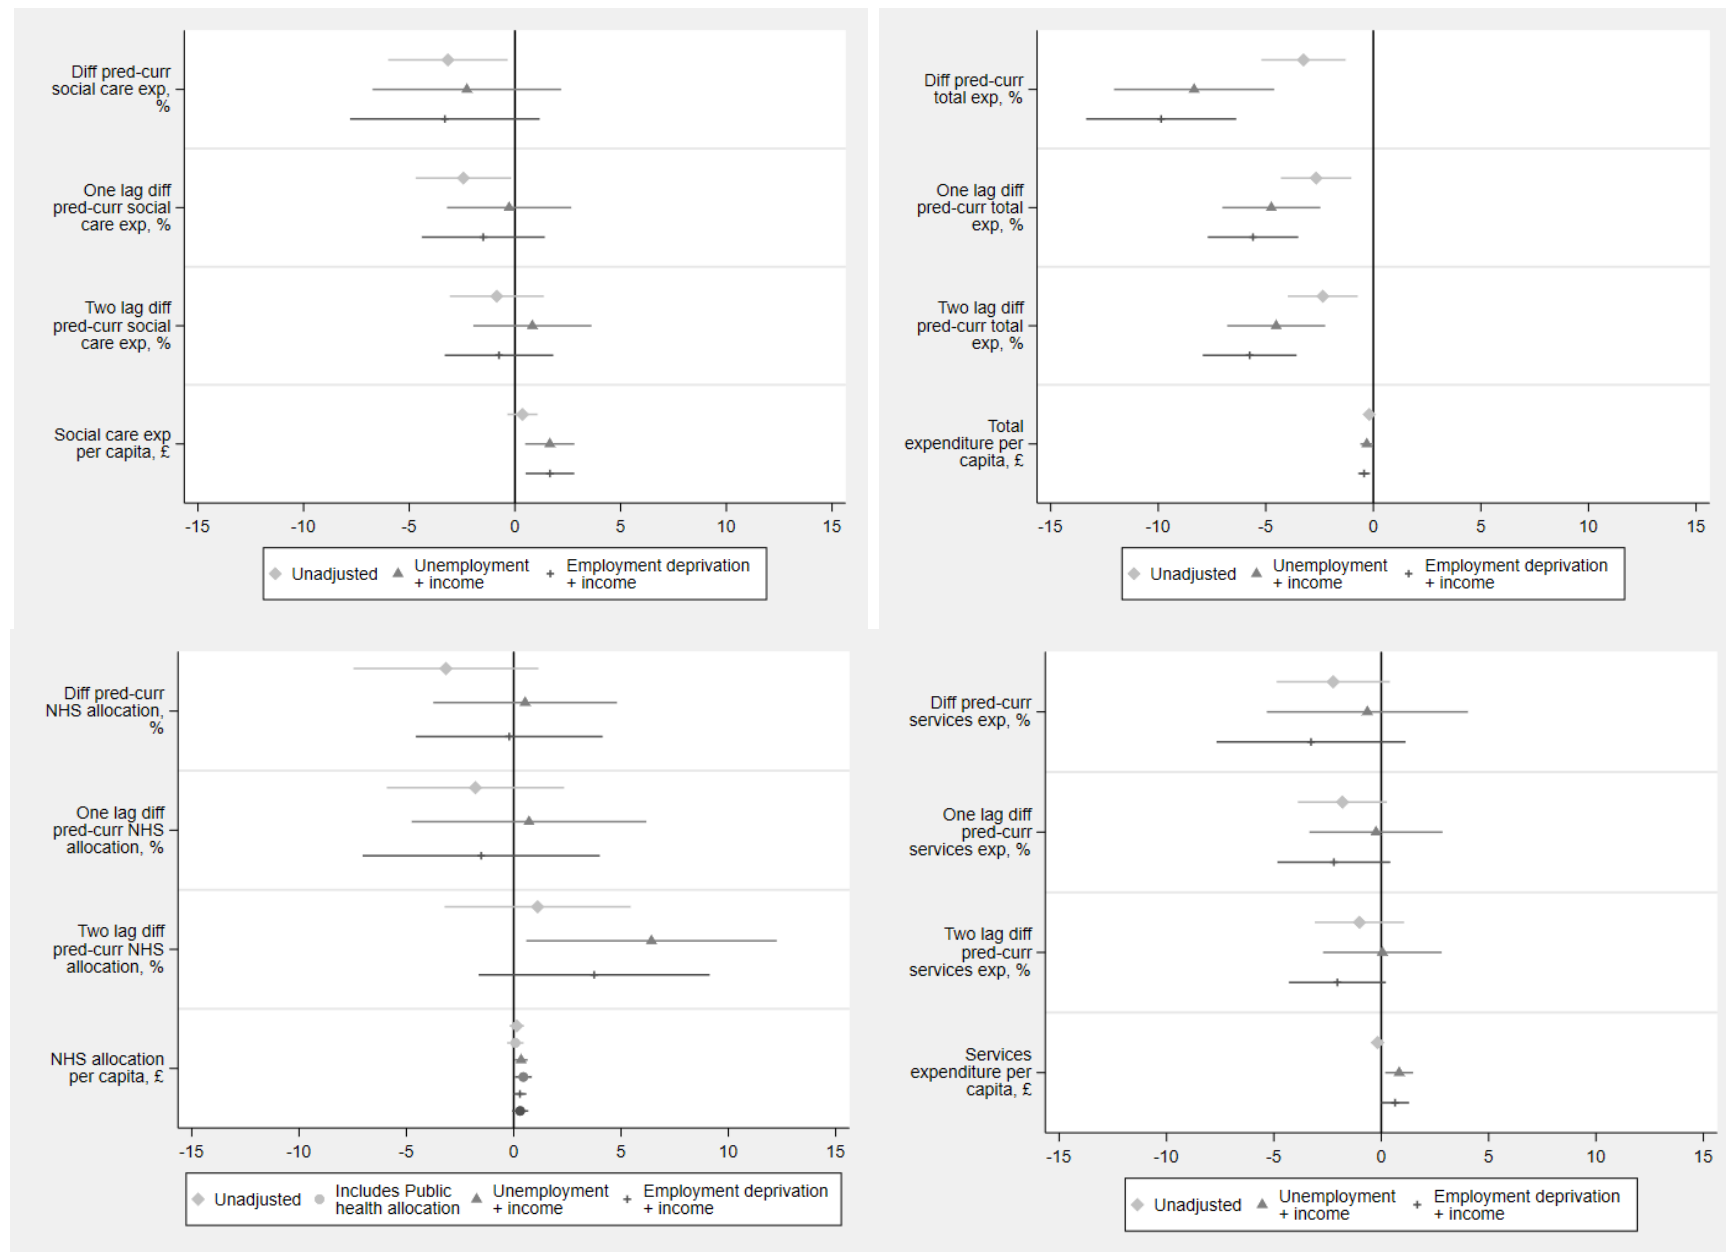 Diff pred-curr
social care exp,
%
One lag diff
pred-curr social
care exp, %
Two lag diff
pred-curr social
care exp, %
Social care exp
per capita, £
-15 -10 -5 0 5 10 15
Unadjusted Unemployment + income Employment deprivation + income
Diff pred-curr
total exp, %
One lag diff
pred-curr total
exp, %
Two lag diff
pred-curr total
exp, %
Total
expenditure per
capita, £
-15 -10 -5 0 5 10 15
Unadjusted Unemployment + income Employment deprivation + income
Diff pred-curr
NHS allocation,
%
One lag diff
pred-curr NHS
allocation, %
Two lag diff
pred-curr NHS
allocation, %
NHS allocation
per capita, £
-15 -10 -5 0 5 10 15
Unadjusted Includes Public health allocation Unemployment + income Employment deprivation + income
Diff pred-curr
services exp, %
One lag diff
pred-curr
services exp, %
Two lag diff
pred-curr
services exp, %
Services
expenditure per
capita, £
-15 -10 -5 0 5 10 15
Unadjusted Unemployment + income Employment deprivation + income